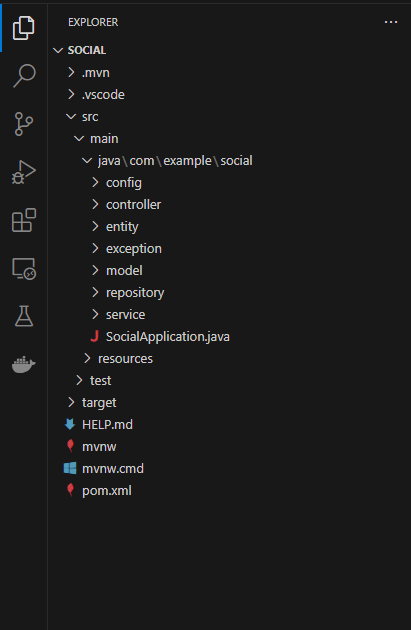 EXPLORER
SOCIAL
.mvn
.vscode
src
main
java\com\example\social
config
controller
entity
exception
model
repository
service
SocialApplication.java
resources
test
target
HELP.md
mvnw
mvnw.cmd
pom.xml